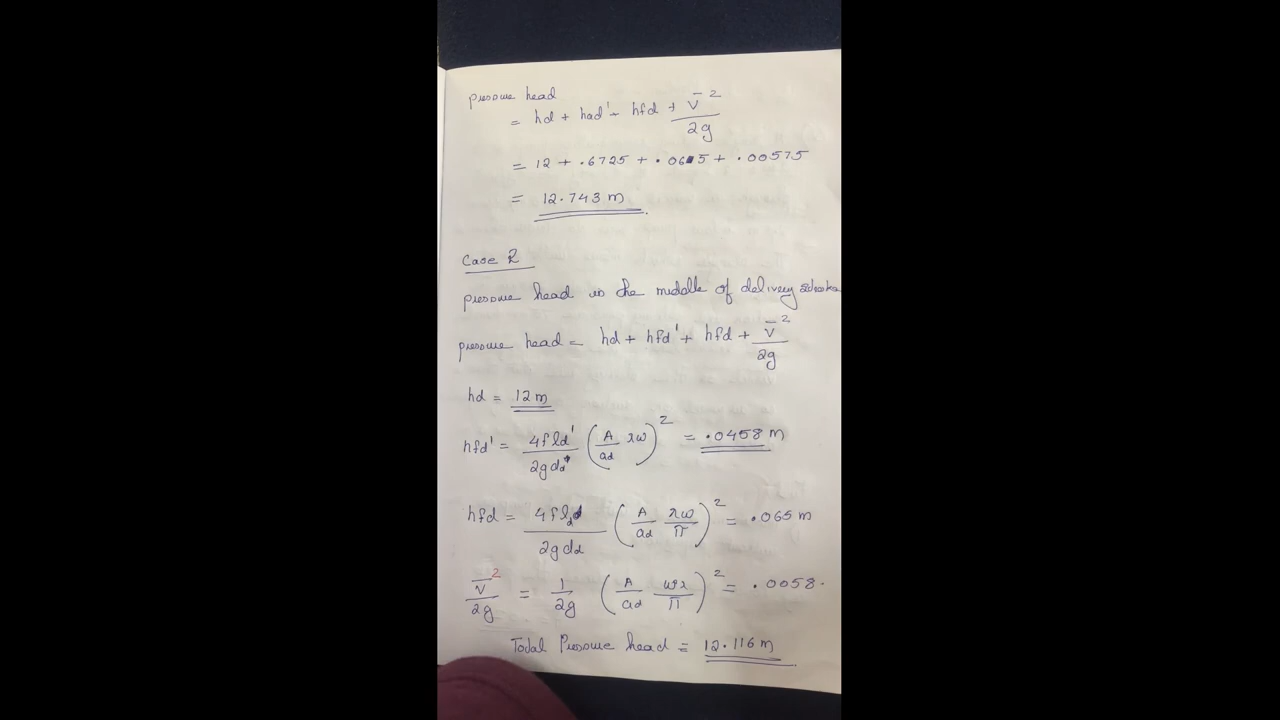 pressure head
= hd + had' - hfd + V̄²/2g
= 12 + .6725 + .065 + .00575
= 12.743 m
Case 2
pressure head in the middle of delivery stroke
pressure head = hd + hfd' + hfd + V̄²/2g
hd = 12m
hfd' = 4fld'/2gdd (A/ad rω)² = .0458 m
hfd = 4fld/2gdd (A/ad rω/π)² = .065 m
V̄²/2g = 1/2g (A/ad ωr/π)² = .0058.
Total Pressure head = 12.116 m